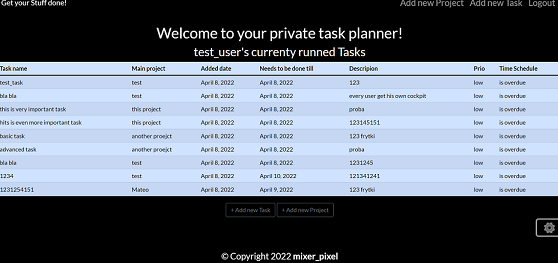 Get your Stuff done! Add new Project Add new Task Logout
Welcome to your private task planner!
test_user's currenty runned Tasks
Task name Main project Added date Needs to be done till Descripion Prio Time Schedule
test_task test April 8, 2022 April 8, 2022 123 low is overdue
bla bla test April 8, 2022 April 8, 2022 every user get his own cockpit low is overdue
this is very important task this project April 8, 2022 April 8, 2022 proba low is overdue
hits is even more important task this project April 8, 2022 April 8, 2022 123145151 low is overdue
basic task another proejct April 8, 2022 April 8, 2022 123 frytki low is overdue
advanced task another proejct April 8, 2022 April 8, 2022 proba low is overdue
bla bla test April 8, 2022 April 8, 2022 1231245 low is overdue
1234 test April 8, 2022 April 10, 2022 121341241 low is overdue
1231254151 Mateo April 8, 2022 April 9, 2022 123 frytki low is overdue
+ Add new Task + Add new Project
© Copyright 2022 mixer_pixel